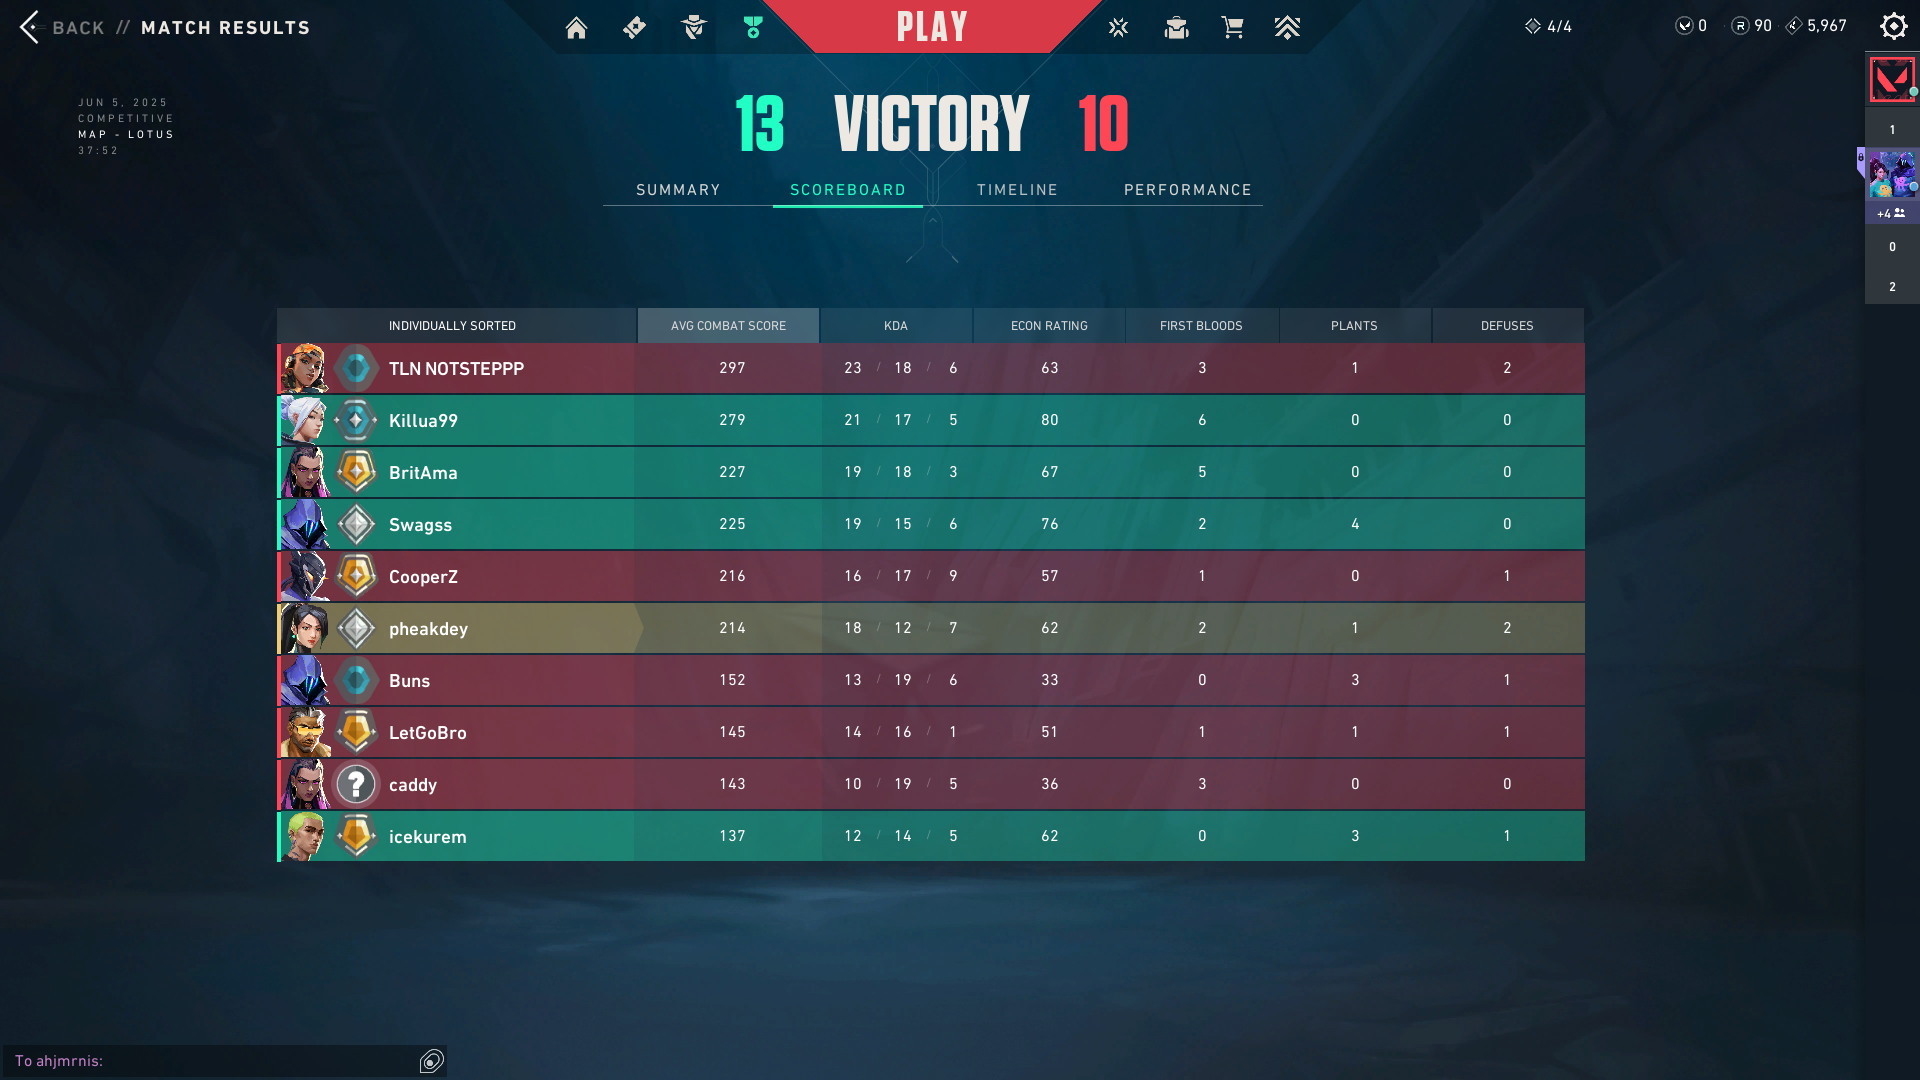 BACK // MATCH RESULTS
PLAY
4/4
0
R 90
5,967
JUN 5, 2025
COMPETITIVE
MAP - LOTUS
37:52
13 VICTORY 10
SUMMARY SCOREBOARD TIMELINE PERFORMANCE
1
+4
0
2
INDIVIDUALLY SORTED AVG COMBAT SCORE KDA ECON RATING FIRST BLOODS PLANTS DEFUSES
TLN NOTSTEPPP 297 23 / 18 / 6 63 3 1 2
Killua99 279 21 / 17 / 5 80 6 0 0
BritAma 227 19 / 18 / 3 67 5 0 0
Swagss 225 19 / 15 / 6 76 2 4 0
CooperZ 216 16 / 17 / 9 57 1 0 1
pheakdey 214 18 / 12 / 7 62 2 1 2
Buns 152 13 / 19 / 6 33 0 3 1
LetGoBro 145 14 / 16 / 1 51 1 1 1
? caddy 143 10 / 19 / 5 36 3 0 0
icekurem 137 12 / 14 / 5 62 0 3 1
To ahjmrnis: